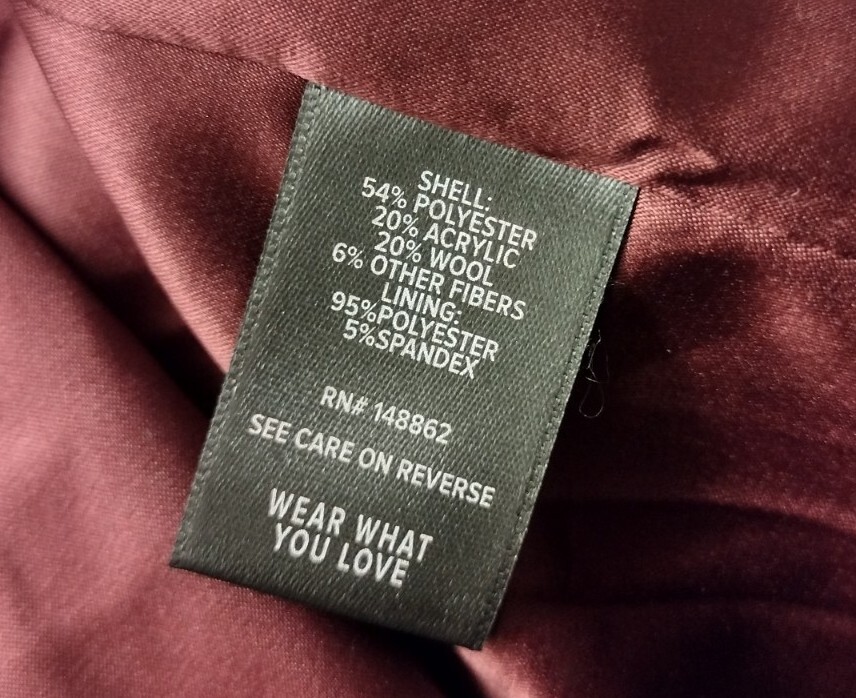 SHELL:
54% POLYESTER
20% ACRYLIC
20% WOOL
6% OTHER FIBERS
LINING:
95%POLYESTER
5%SPANDEX
RN# 148862
SEE CARE ON REVERSE
WEAR WHAT
YOU LOVE